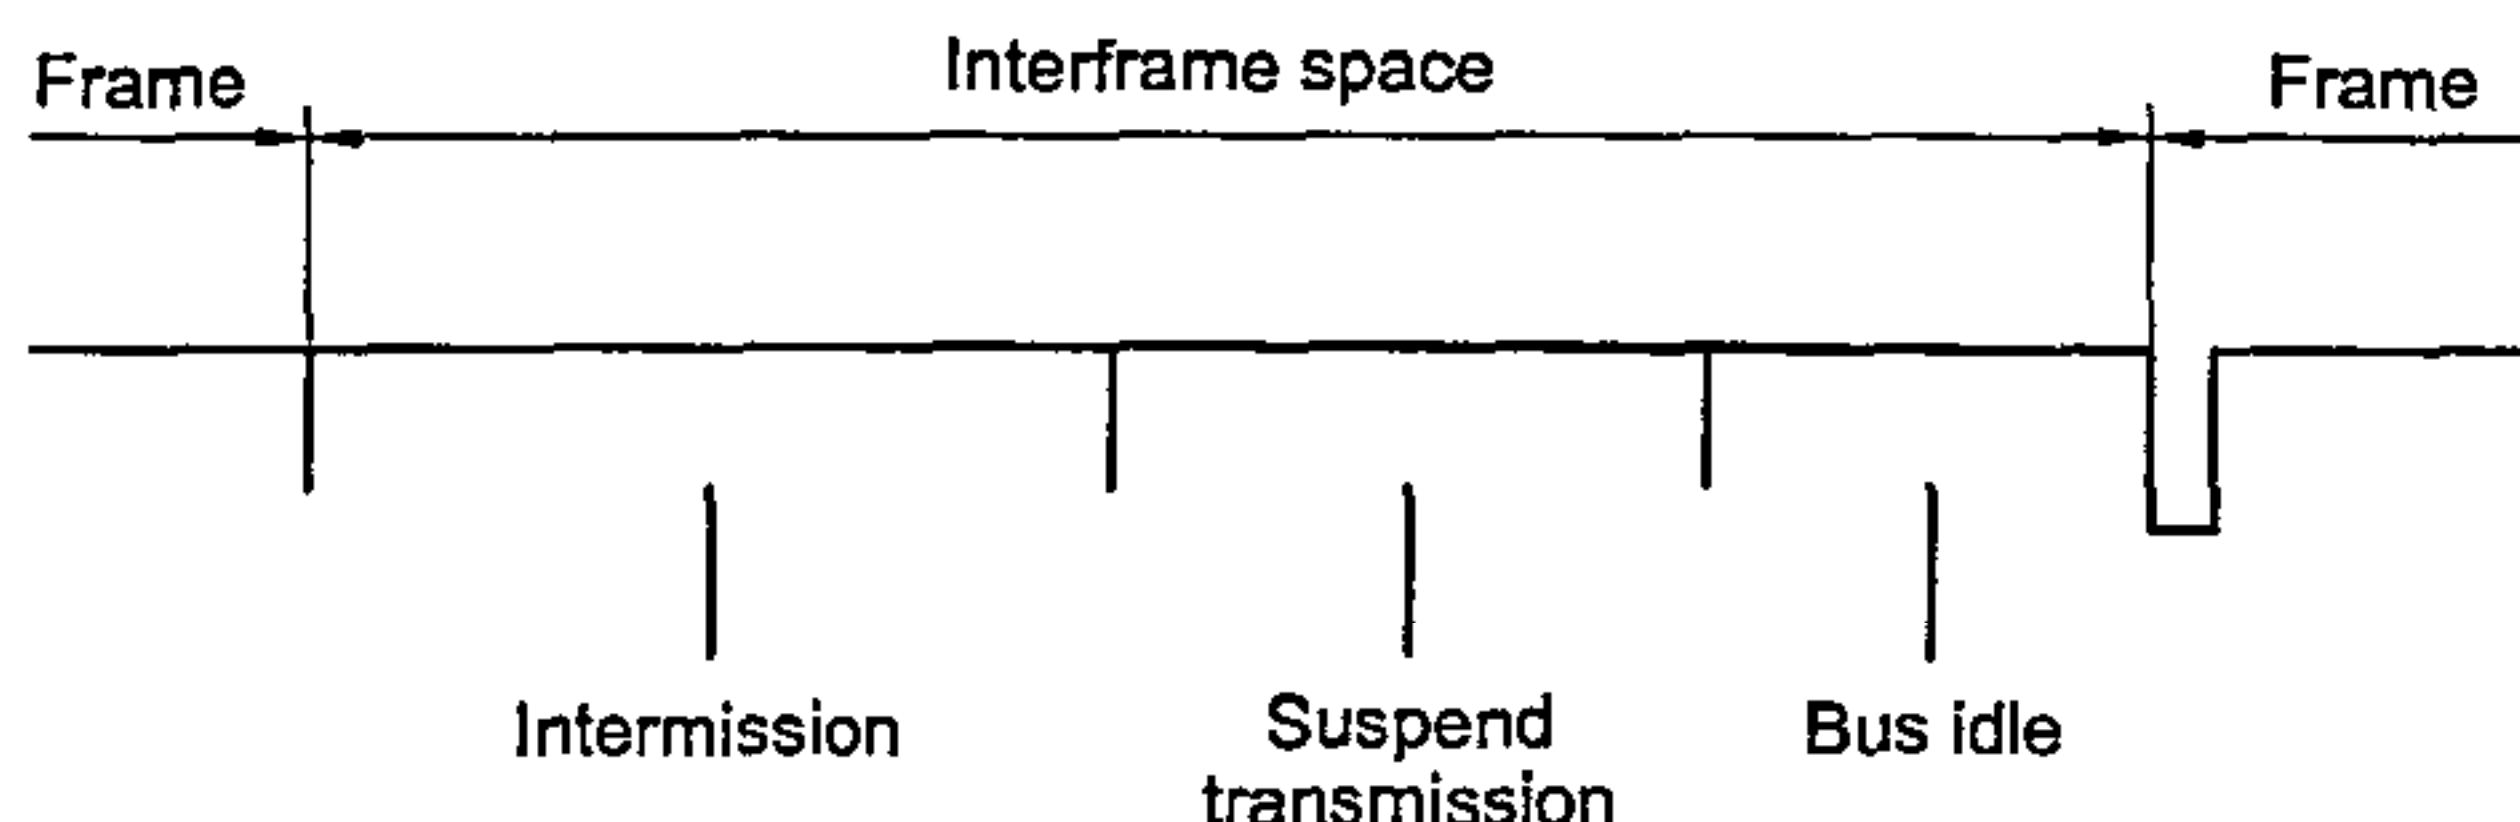 Frame
Interframe space
Frame
Intermission
Suspend
transmission
Bus idle